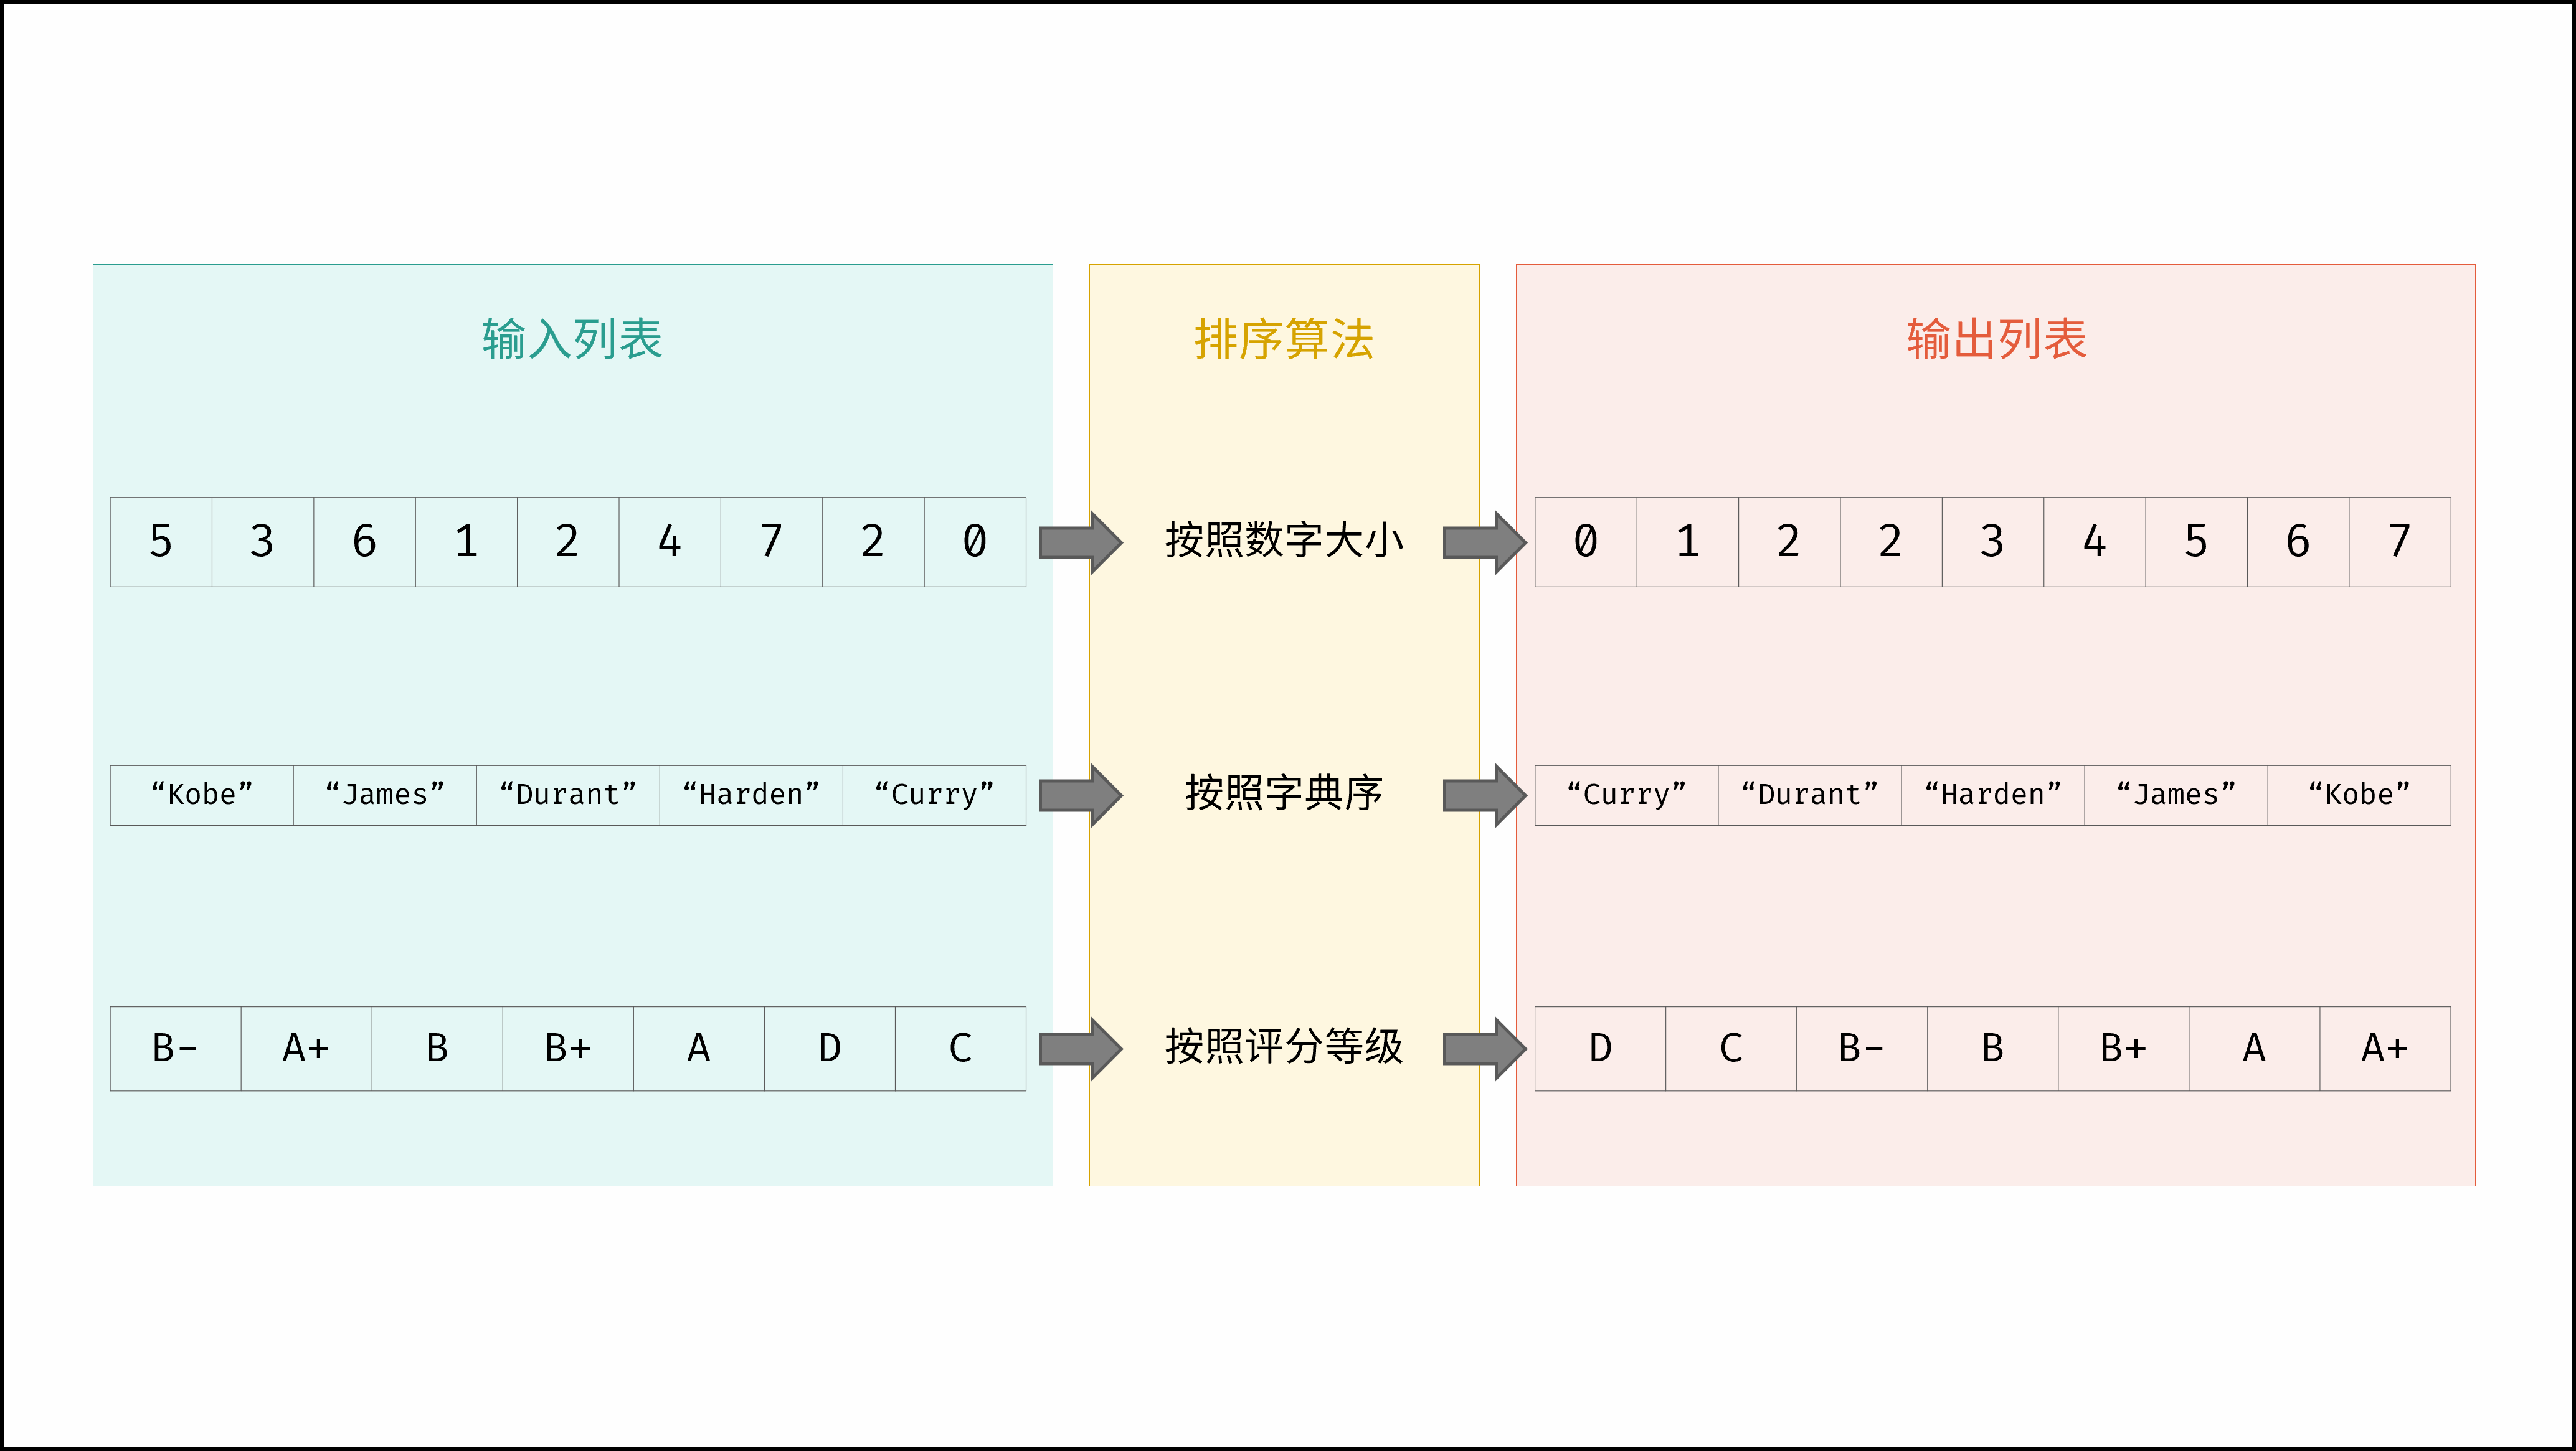 输入列表
排序算法
输出列表
5 3 6 1 2 4 7 2 0
按照数字大小
0 1 2 2 3 4 5 6 7
“Kobe” “James” “Durant” “Harden” “Curry”
按照字典序
“Curry” “Durant” “Harden” “James” “Kobe”
B- A+ B B+ A D C
按照评分等级
D C B- B B+ A A+